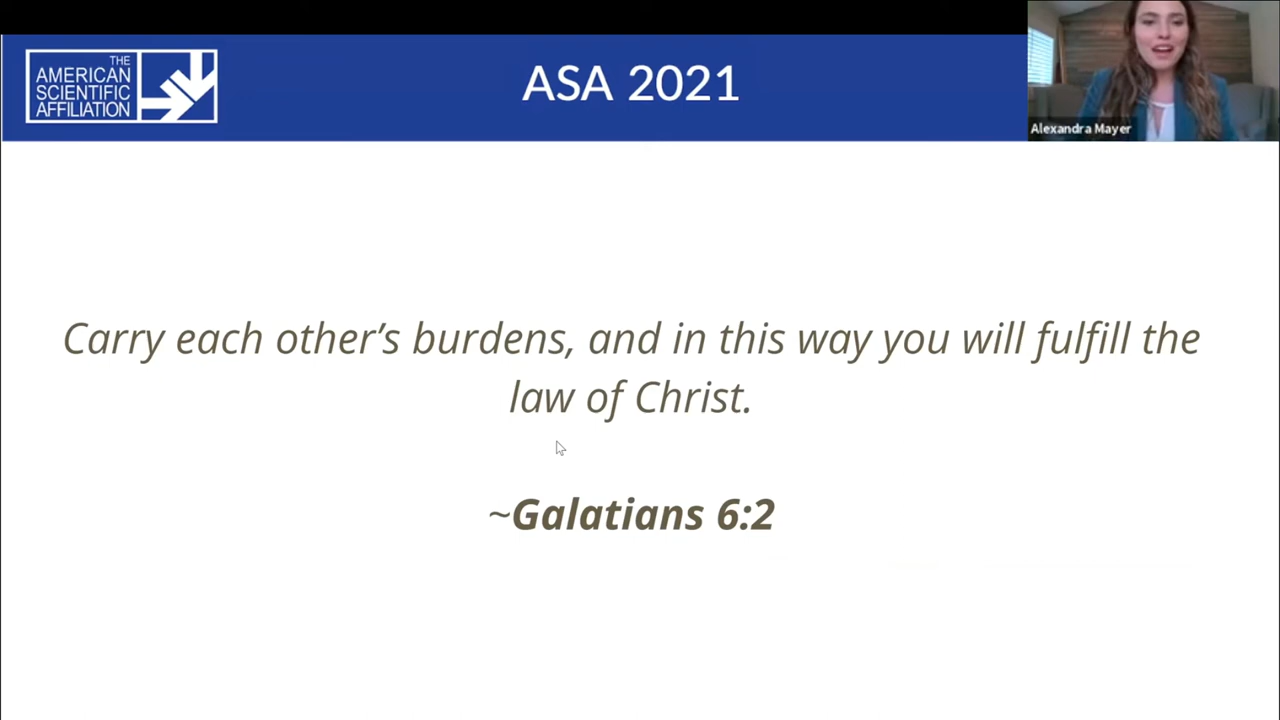 THE
AMERICAN
SCIENTIFIC
AFFILIATION
ASA 2021
Alexandra Mayer
Carry each other’s burdens, and in this way you will fulfill the
law of Christ.
~Galatians 6:2